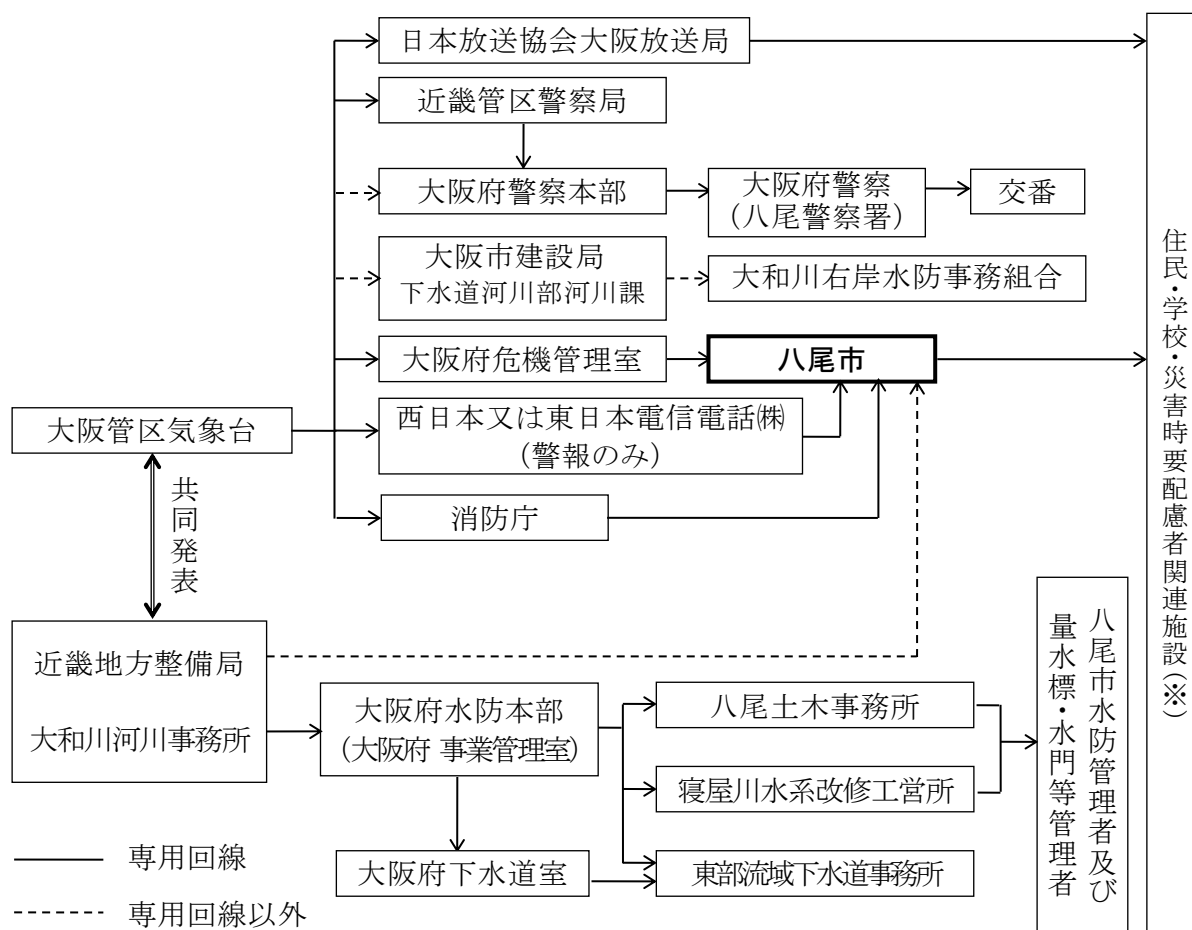 日本放送協会大阪放送局
近畿管区警察局
大阪府警察本部
大阪府警察
(八尾警察署)
交番
大阪市建設局
下水道河川部河川課
大和川右岸水防事務組合
大阪府危機管理室
八尾市
大阪管区気象台
西日本又は東日本電信電話㈱
(警報のみ)
消防庁
共同発表
近畿地方整備局
大和川河川事務所
大阪府水防本部
(大阪府 事業管理室)
八尾土木事務所
寝屋川水系改修工営所
大阪府下水道室
東部流域下水道事務所
八尾市水防管理者及び
量水標・水門等管理者
住民・学校・災害時要配慮者関連施設(※)
専用回線
専用回線以外